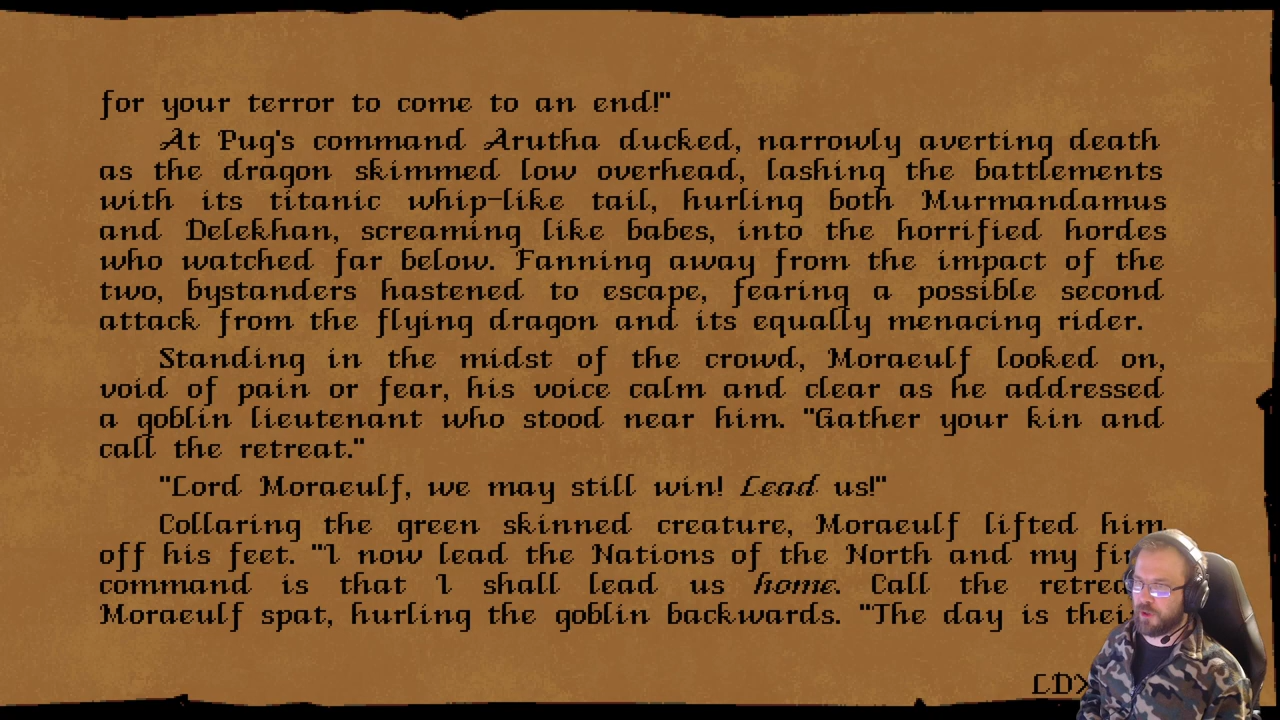 for your terror to come to an end!"
At Pug's command Arutha ducked, narrowly averting death
as the dragon skimmed low overhead, lashing the battlements
with its titanic whip-like tail, hurling both Murmandamus
and Delekhan, screaming like babes, into the horrified hordes
who watched far below. Fanning away from the impact of the
two, bystanders hastened to escape, fearing a possible second
attack from the flying dragon and its equally menacing rider.
Standing in the midst of the crowd, Moraeulf looked on,
void of pain or fear, his voice calm and clear as he addressed
a goblin lieutenant who stood near him. "Gather your kin and
call the retreat."
"Lord Moraeulf, we may still win! Lead us!"
Collaring the green skinned creature, Moraeulf lifted him
off his feet. "I now lead the Nations of the North and my
command is that I shall lead us home. Call the
Moraeulf spat, hurling the goblin backwards. "The day is